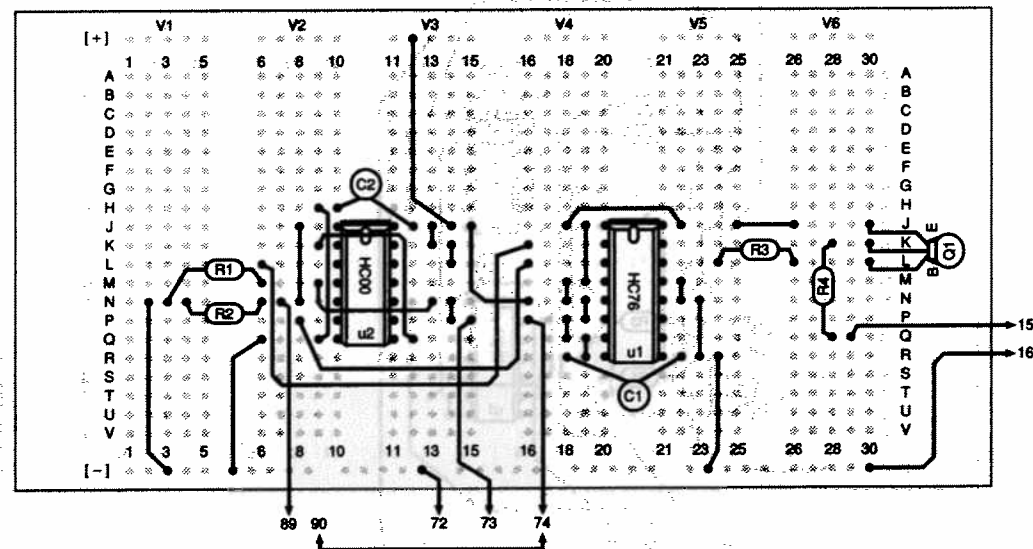 V1 V2 V3 V4 V5 V6
[+]
1 3 5 6 8 10 11 13 15 16 18 20 21 23 25 26 28 30
A A
B B
C C
D D
E E
F F
G C2 G
H H
J J E
K HC00 HC76 R3 K Q1
L R1 L B
M R4 M
N R2 N
P P
Q u2 Q 15
R u1 R 16
S S
T C1 T
U U
V V
1 3 5 6 8 10 11 13 15 16 18 20 21 23 25 26 28 30
[-]
89 90 72 73 74